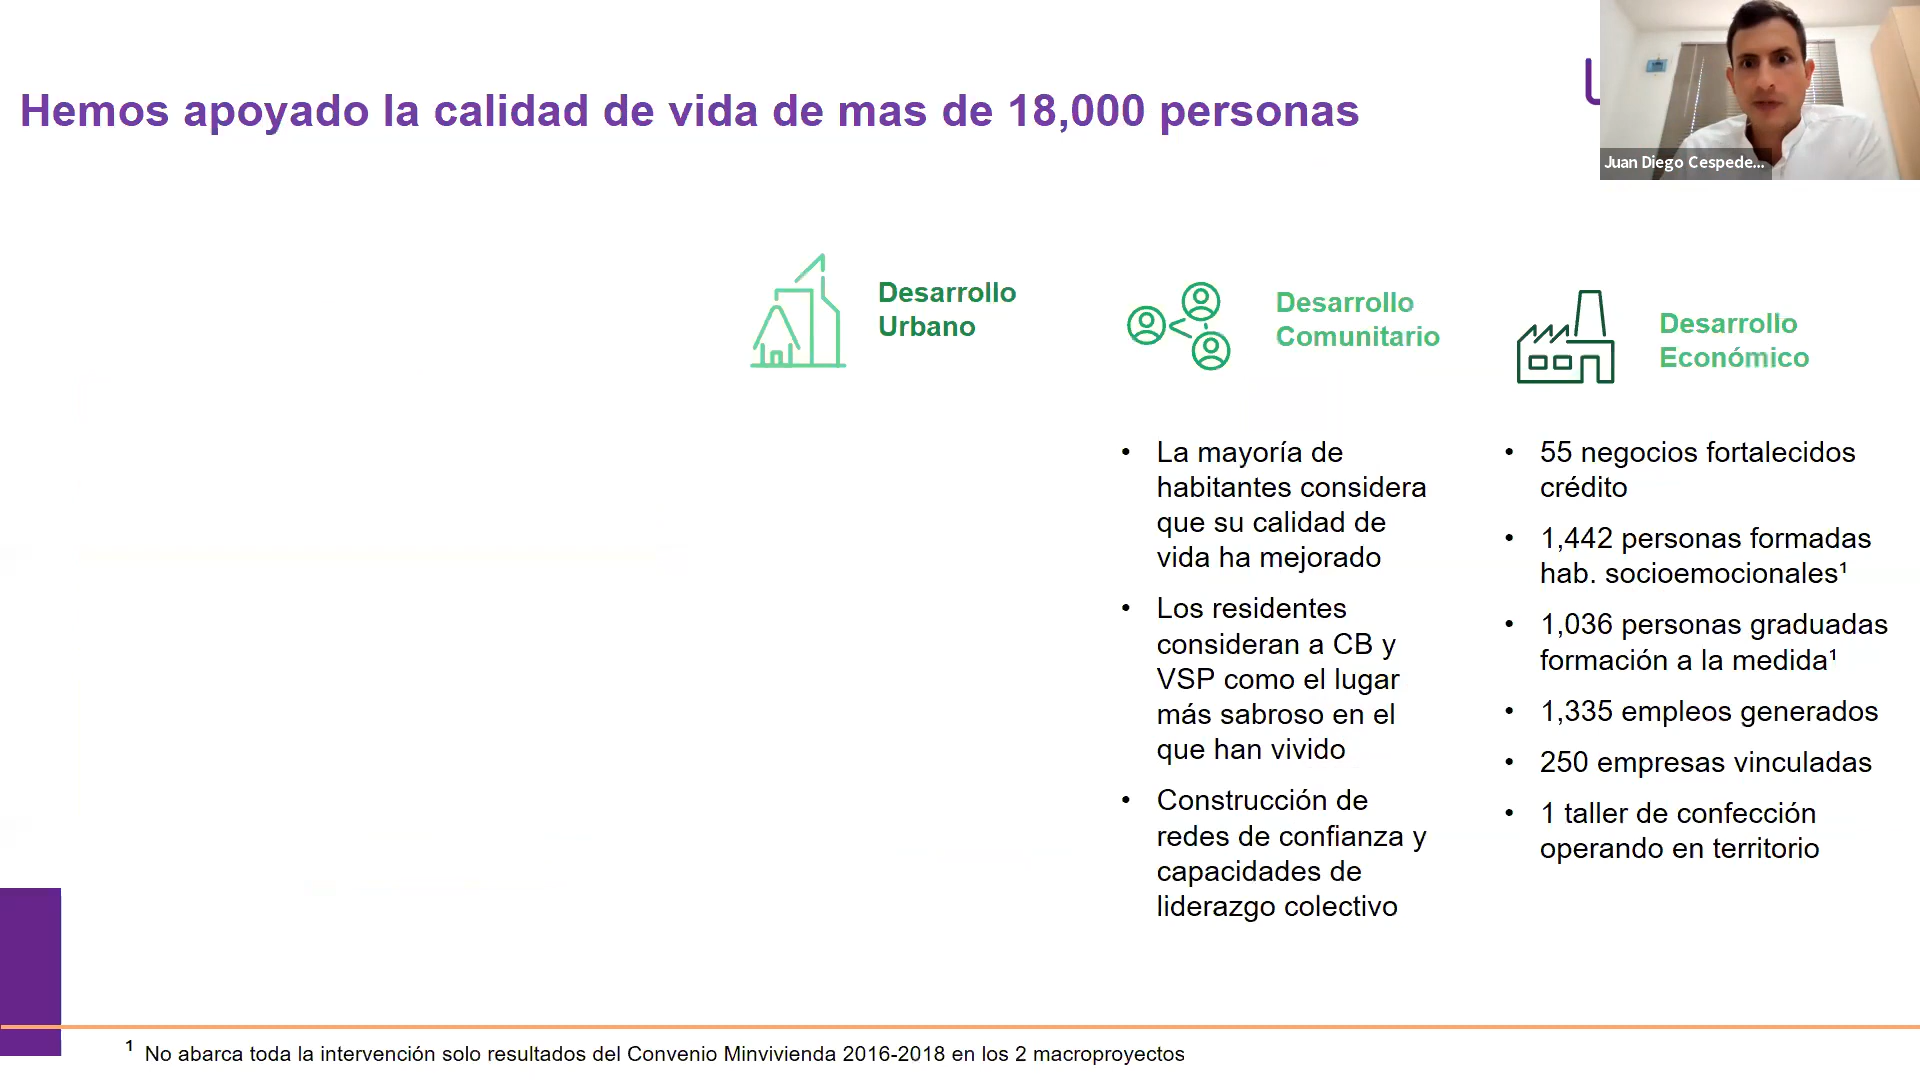 Hemos apoyado la calidad de vida de mas de 18,000 personas
Juan Diego Cespede...
Desarrollo
Urbano
Desarrollo
Comunitario
• La mayoría de
habitantes considera
que su calidad de
vida ha mejorado
• Los residentes
consideran a CB y
VSP como el lugar
más sabroso en el
que han vivido
• Construcción de
redes de confianza y
capacidades de
liderazgo colectivo
Desarrollo
Económico
• 55 negocios fortalecidos
crédito
• 1,442 personas formadas
hab. socioemocionales¹
• 1,036 personas graduadas
formación a la medida¹
• 1,335 empleos generados
• 250 empresas vinculadas
• 1 taller de confección
operando en territorio
¹ No abarca toda la intervención solo resultados del Convenio Minvivienda 2016-2018 en los 2 macroproyectos